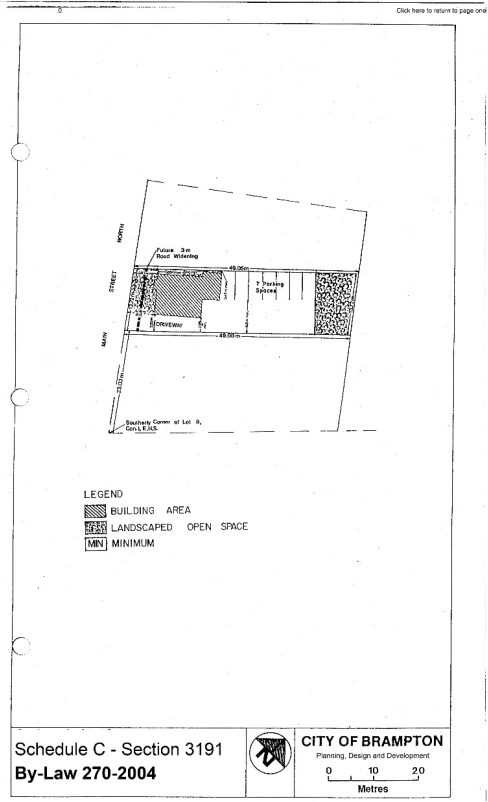 Click here to return to page one
NORTH
STREET
MAIN
Future 3m
Road Widening
49.06m
7 Parking
Spaces
DRIVEWAY
23.03m
Southerly Corner of Lot 8,
Con.1, E.H.S.
LEGEND
BUILDING AREA
LANDSCAPED OPEN SPACE
MIN MINIMUM
Schedule C - Section 3191
By-Law 270-2004
CITY OF BRAMPTON
Planning, Design and Development
0 10 20
Metres